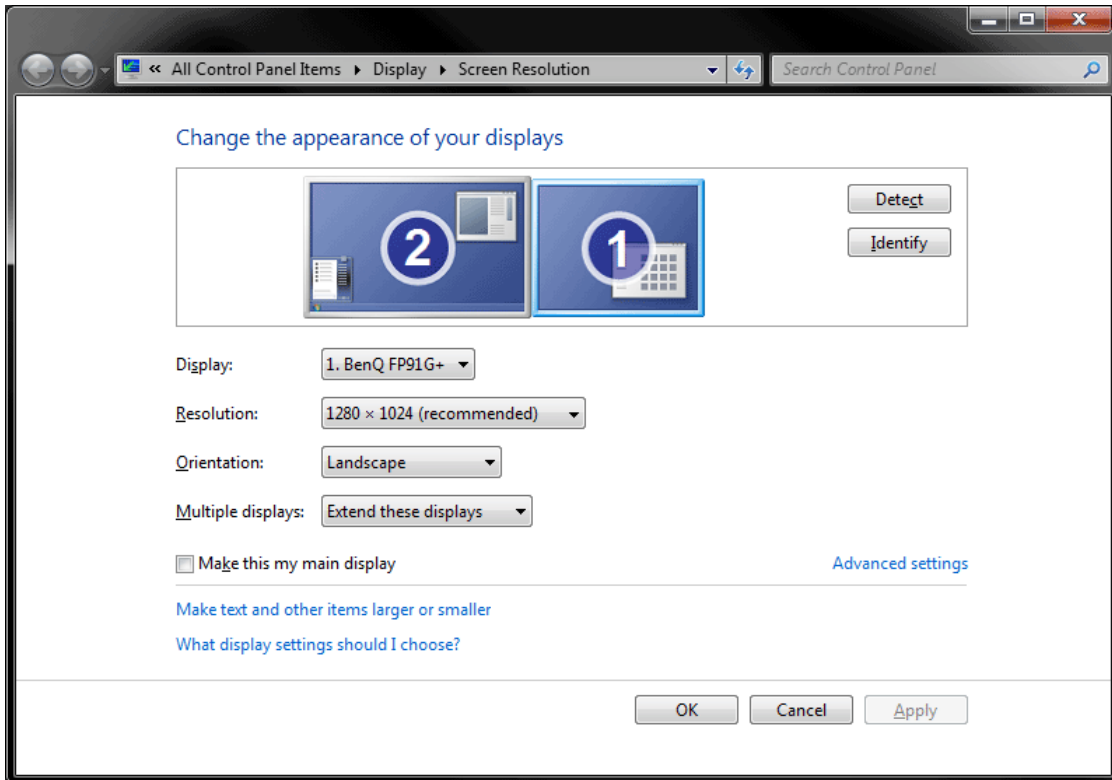 « All Control Panel Items ▸ Display ▸ Screen Resolution Search Control Panel
Change the appearance of your displays
2 1
Detect
Identify
Display: 1. BenQ FP91G+
Resolution: 1280 × 1024 (recommended)
Orientation: Landscape
Multiple displays: Extend these displays
Make this my main display Advanced settings
Make text and other items larger or smaller
What display settings should I choose?
OK Cancel Apply